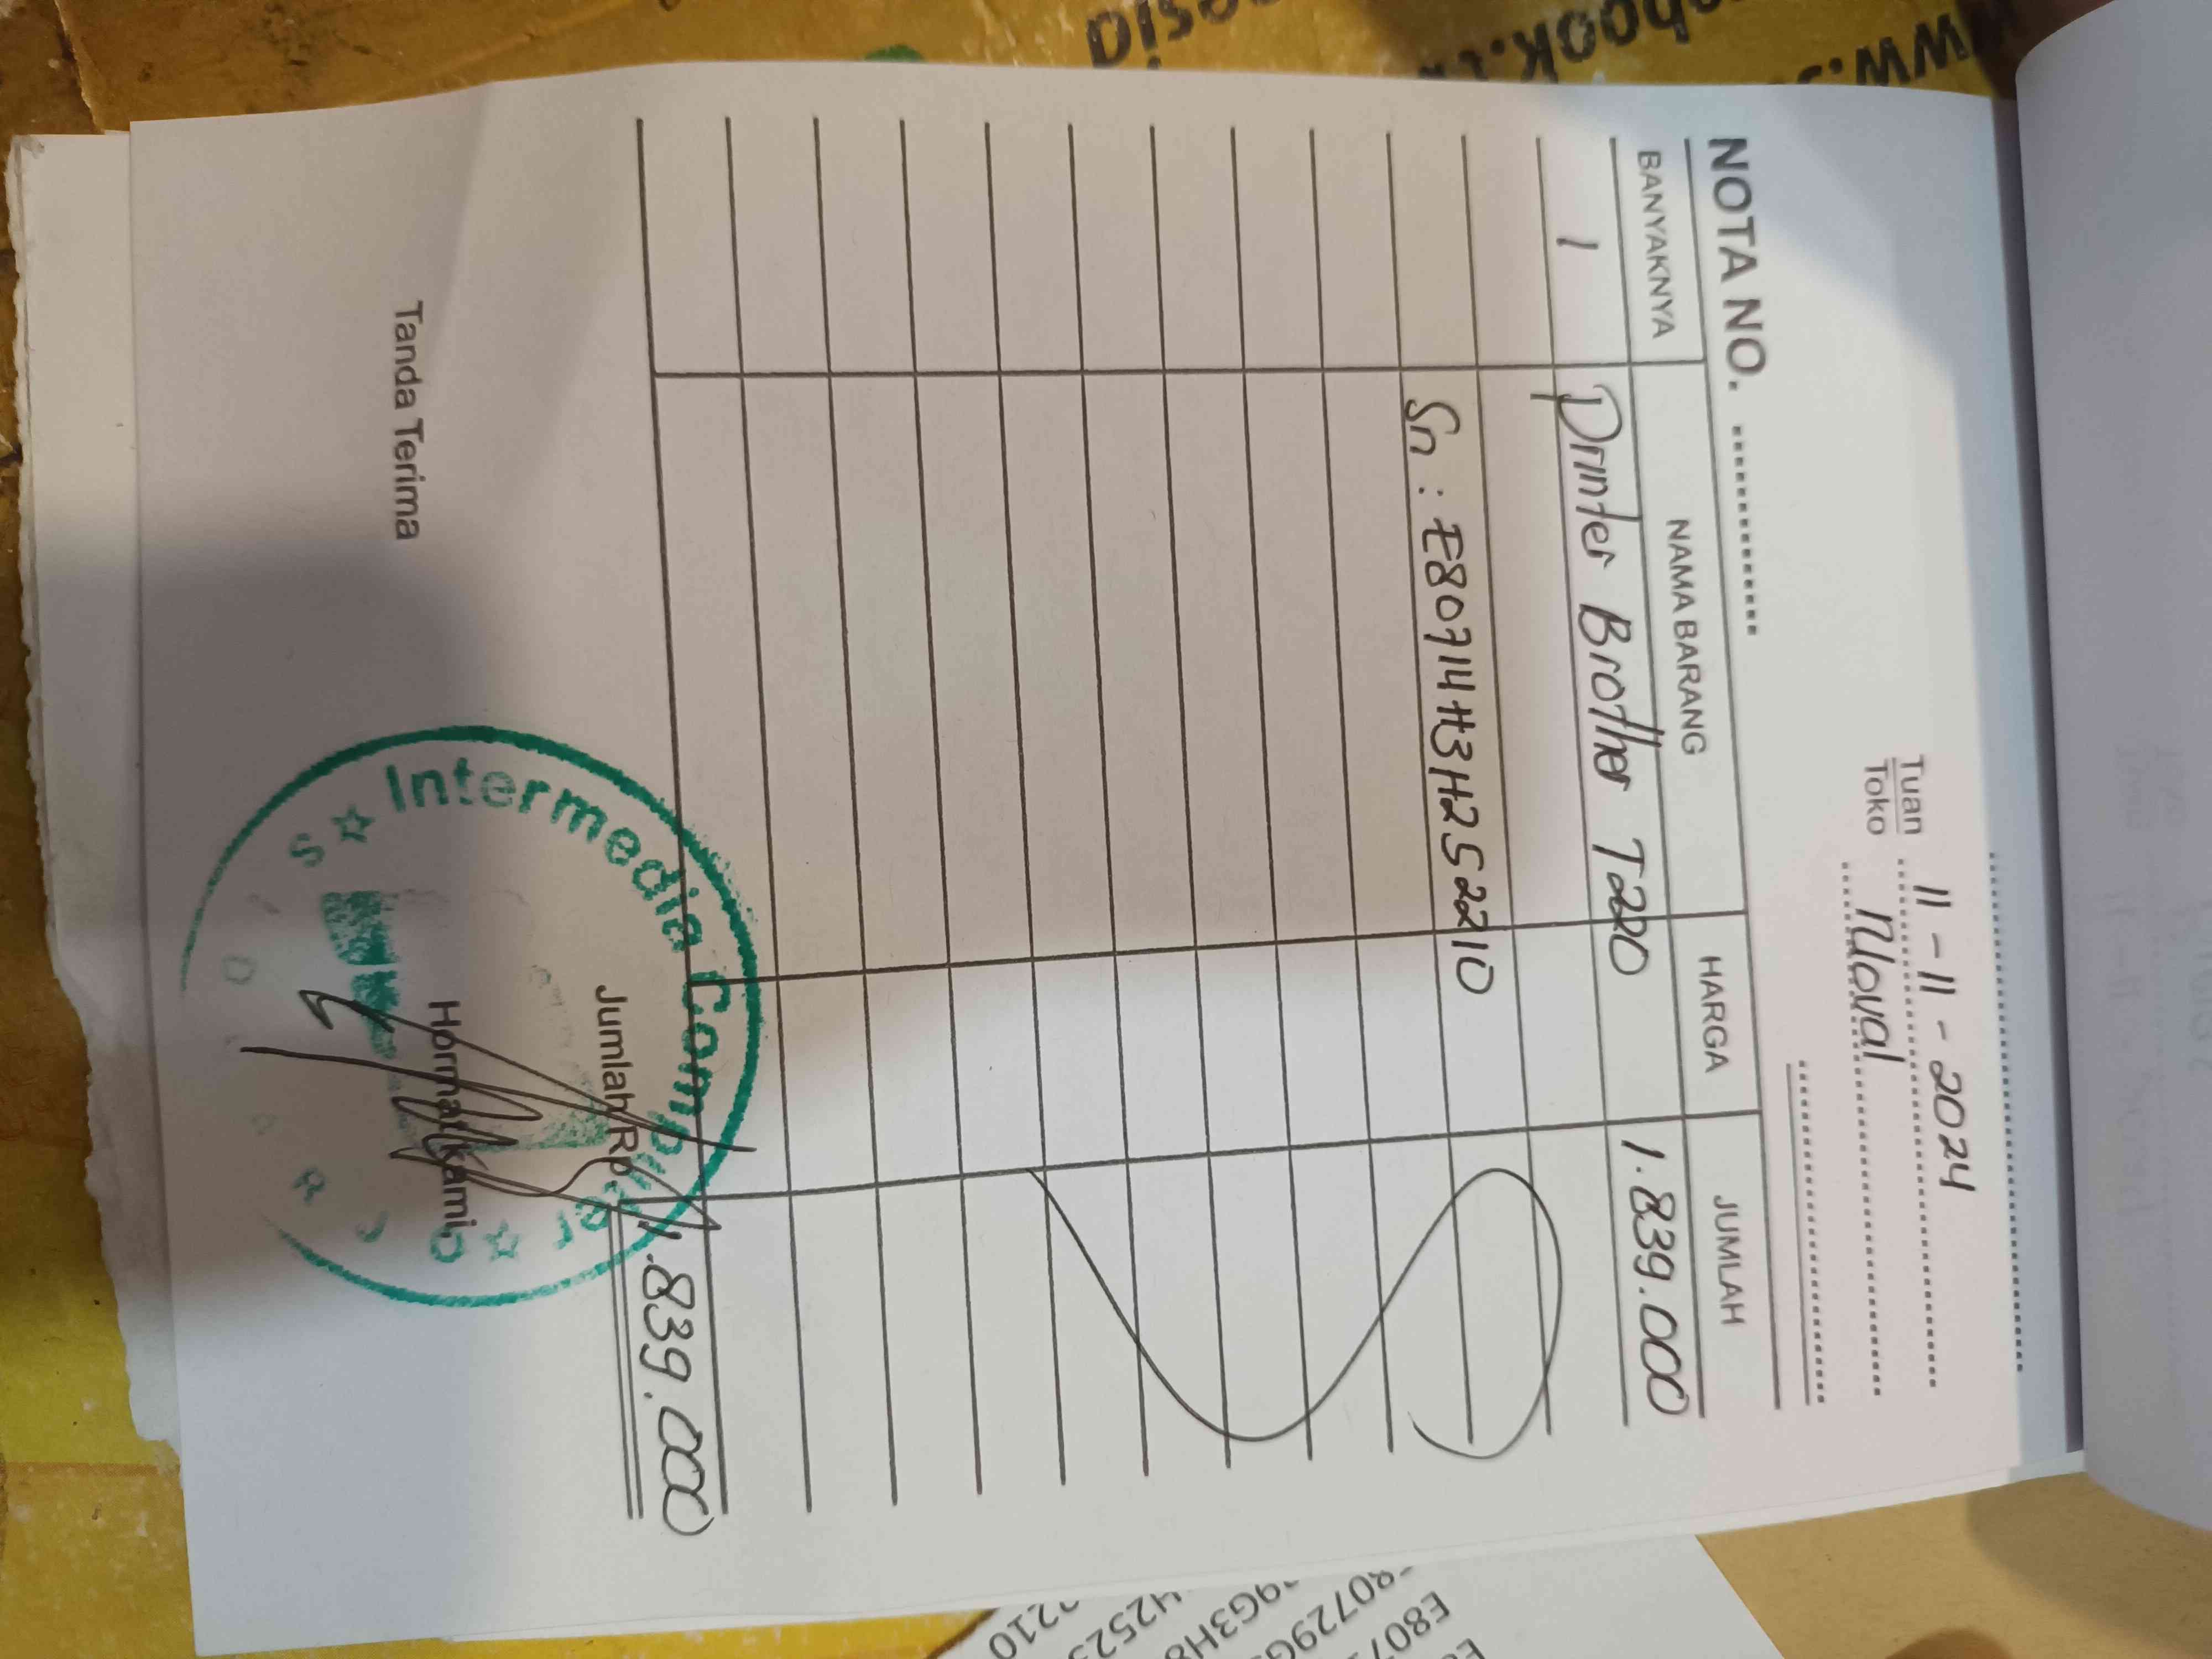 11 - 11 - 2024
Tuan
Toko
Nloval
NOTA NO.
BANYAKNYA NAMA BARANG HARGA JUMLAH
1 Printer Brother T220 1.839.000
Sn : E80714H3H252210
Jumlah Rp. 1.839.000
Tanda Terima
Hormat kami,
Intermedia Computer
S I D O A R J O